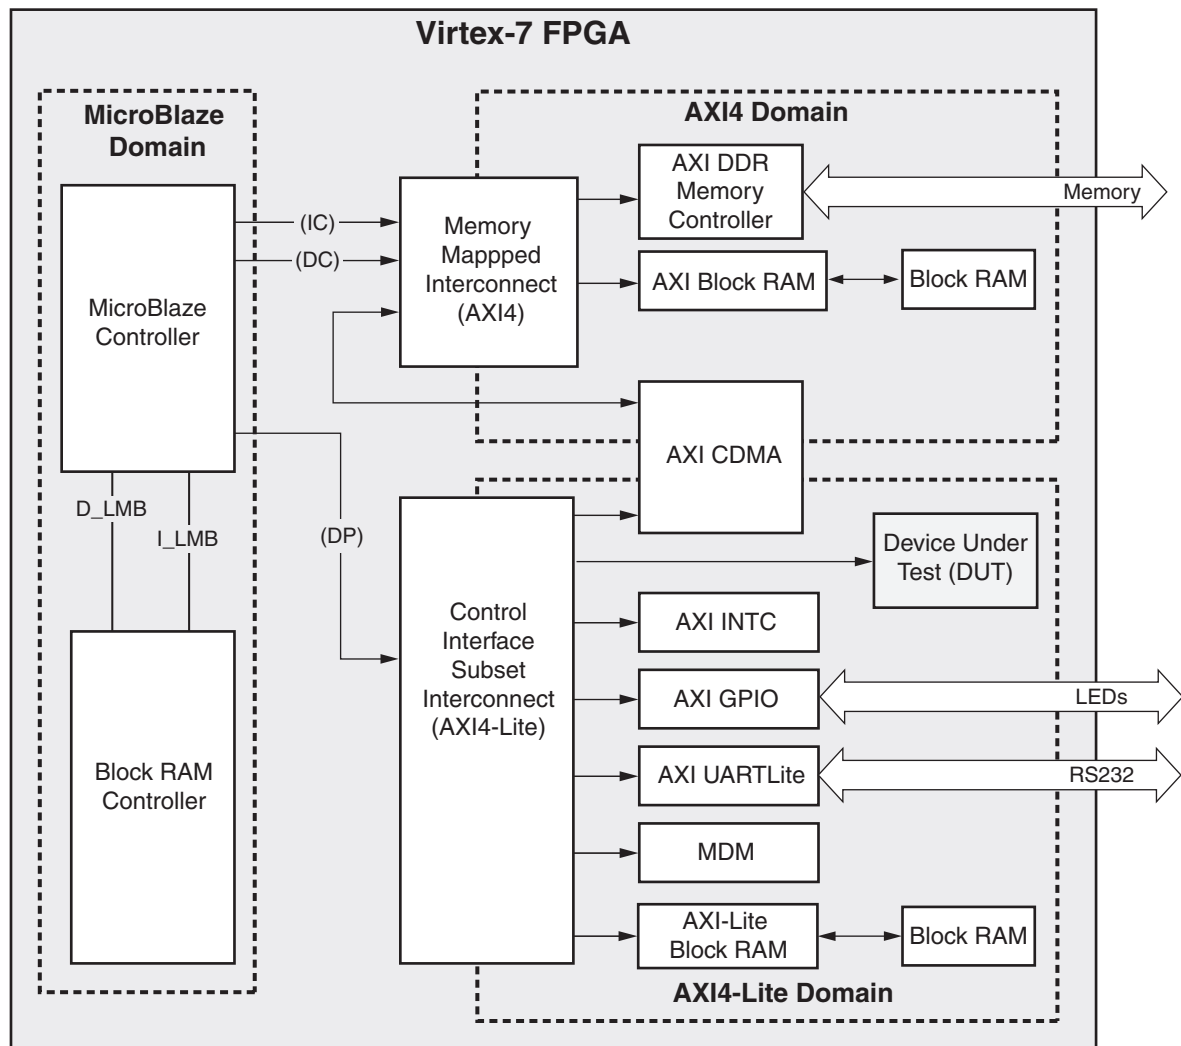 Virtex-7 FPGA
MicroBlaze
Domain
MicroBlaze
Controller
D_LMB
I_LMB
Block RAM
Controller
(IC)
(DC)
(DP)
AXI4 Domain
Memory
Mappped
Interconnect
(AXI4)
AXI DDR
Memory
Controller
Memory
AXI Block RAM
Block RAM
AXI CDMA
Control
Interface
Subset
Interconnect
(AXI4-Lite)
Device Under
Test (DUT)
AXI INTC
AXI GPIO
LEDs
AXI UARTLite
RS232
MDM
AXI-Lite
Block RAM
Block RAM
AXI4-Lite Domain